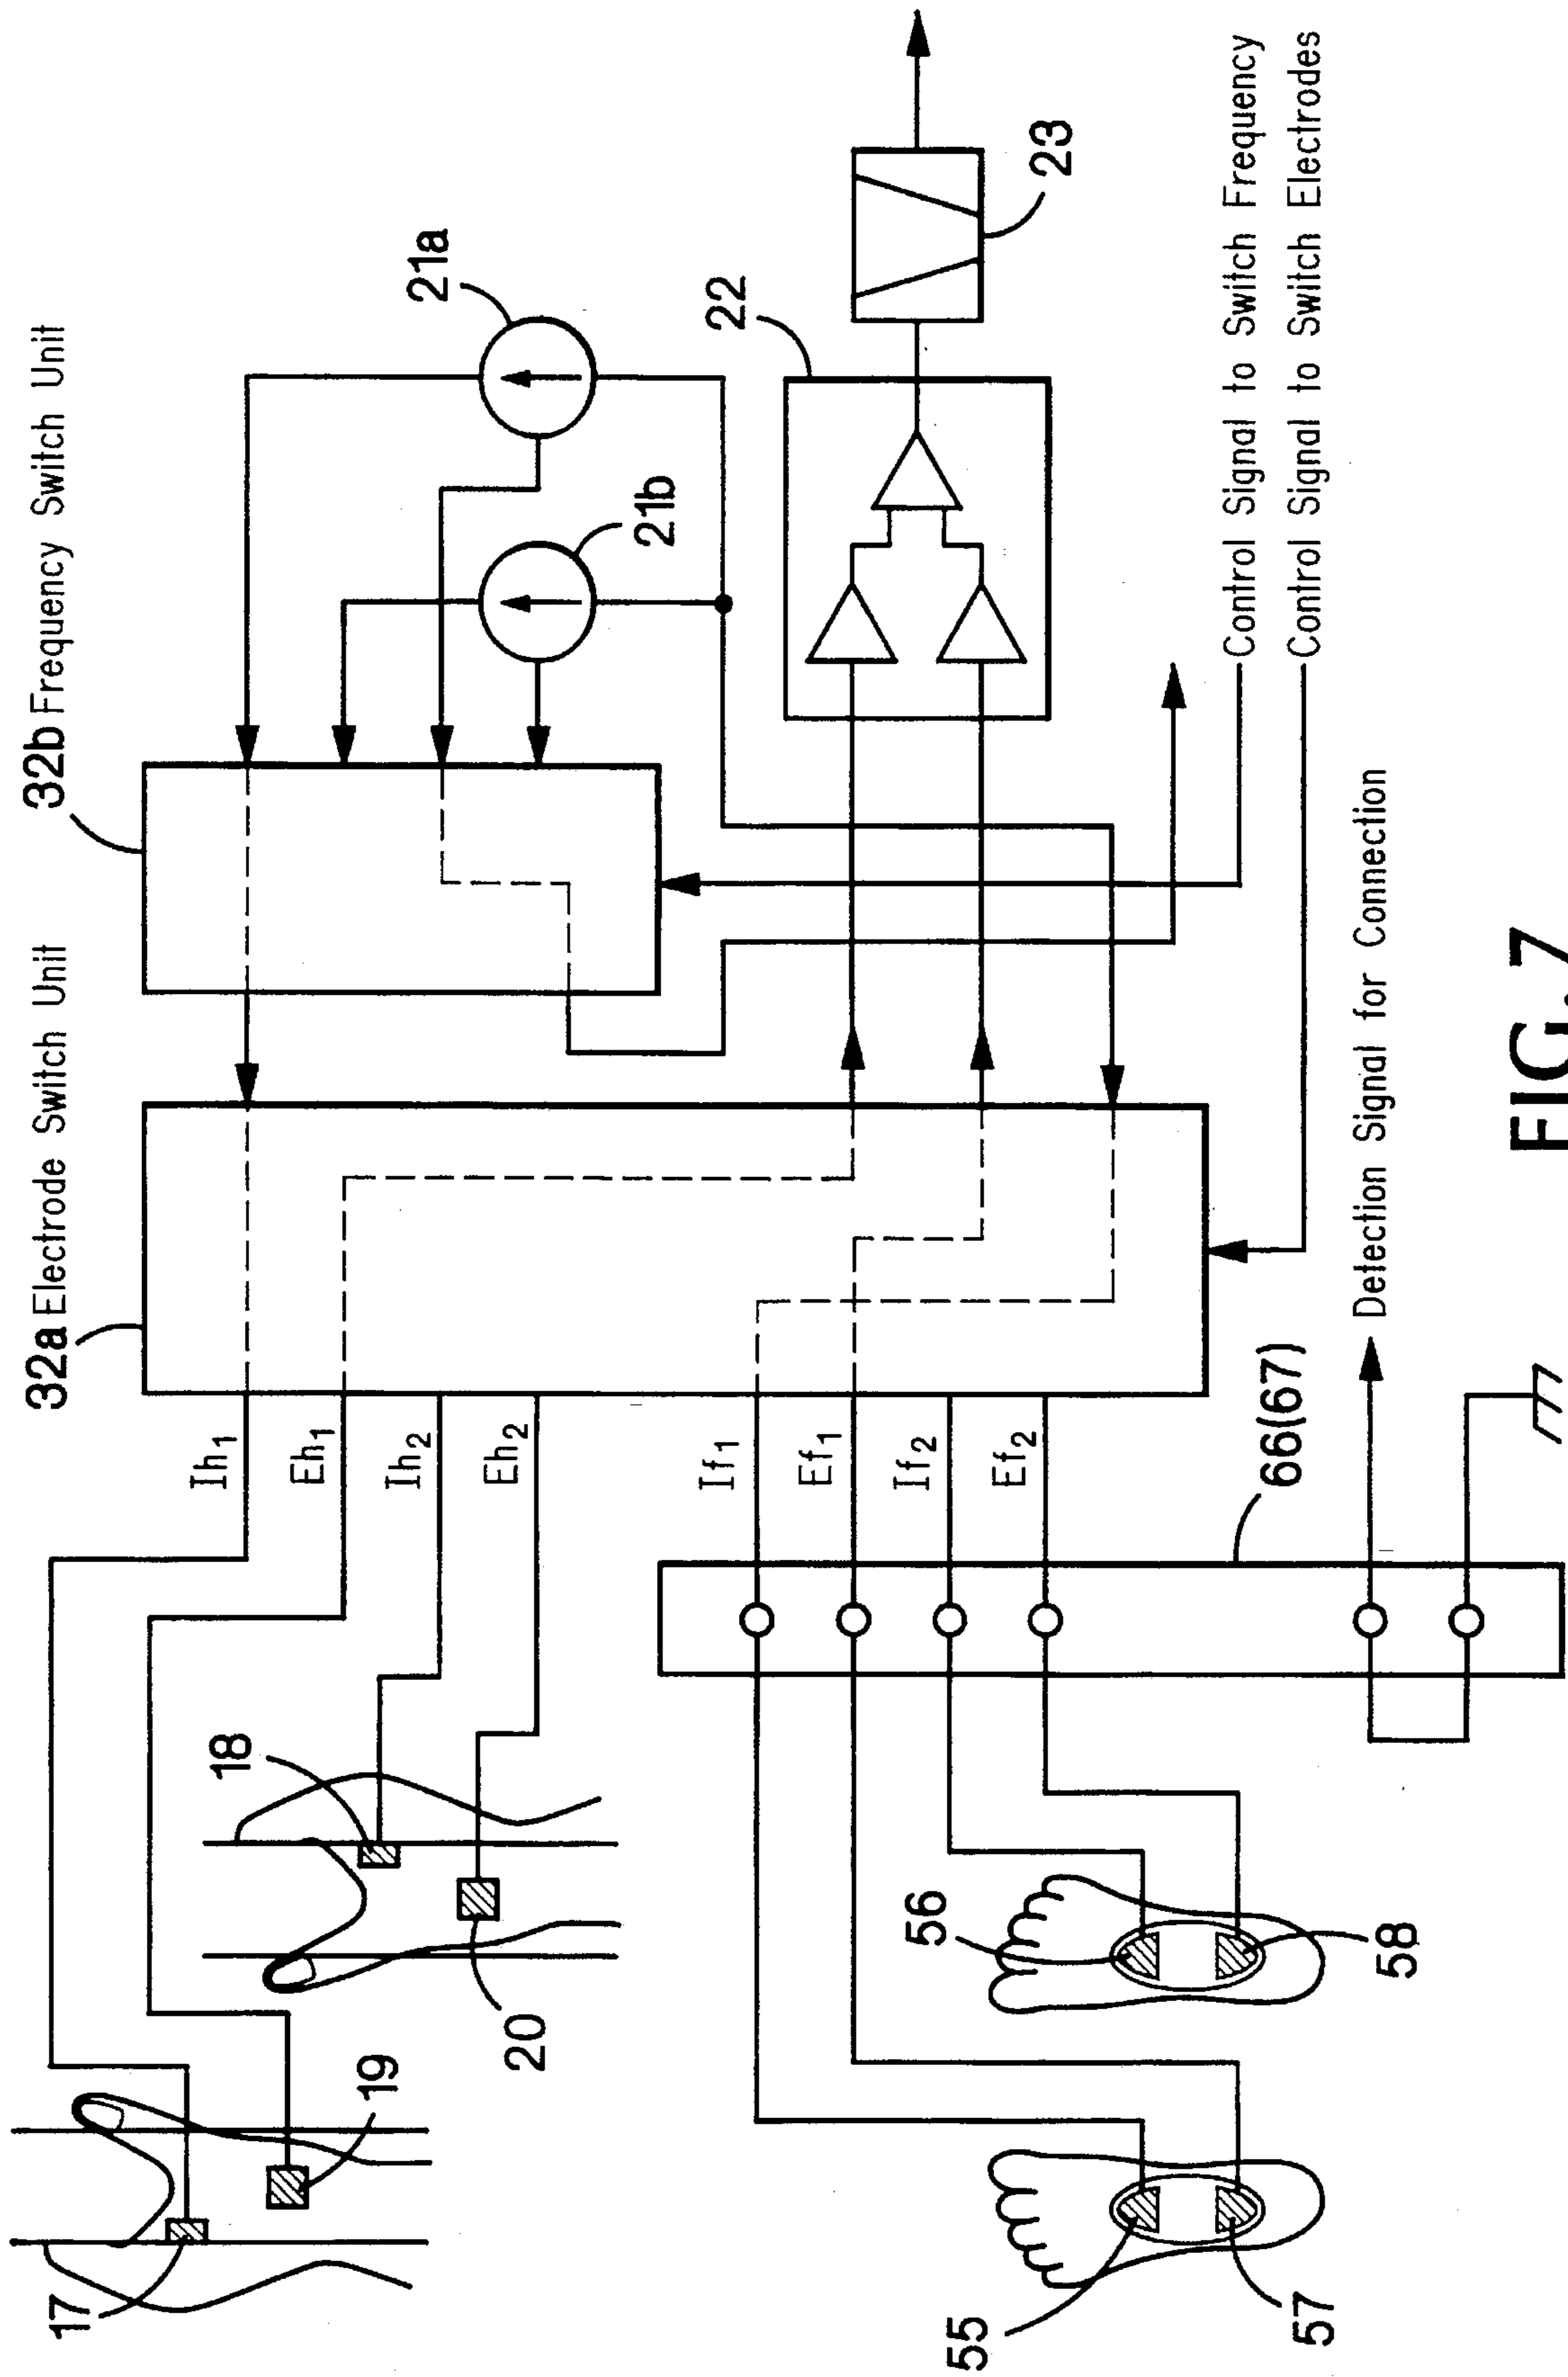 32a Electrode Switch Unit
32b Frequency Switch Unit
21a
21b
22
23
Ih1
Eh1
Ih2
Eh2
If1
Ef1
If2
Ef2
17
19
18
20
55
57
56
58
66(67)
Control Signal to Switch Frequency
Control Signal to Switch Electrodes
Detection Signal for Connection
FIG.7